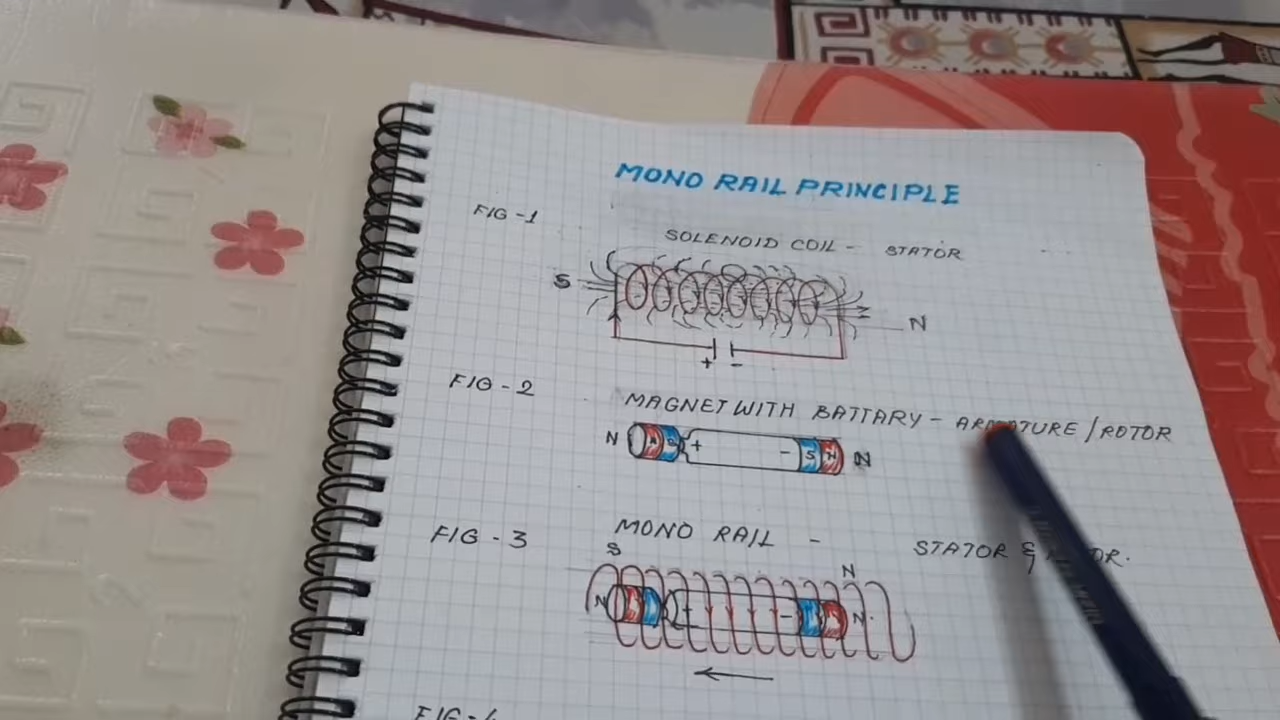 MONO RAIL PRINCIPLE
FIG-1
SOLENOID COIL - STATOR
S
N
+ -
FIG-2
MAGNET WITH BATTARY - ARMATURE/ROTOR
N + - S N N
FIG-3
MONO RAIL - STATOR &
S N
N + - N